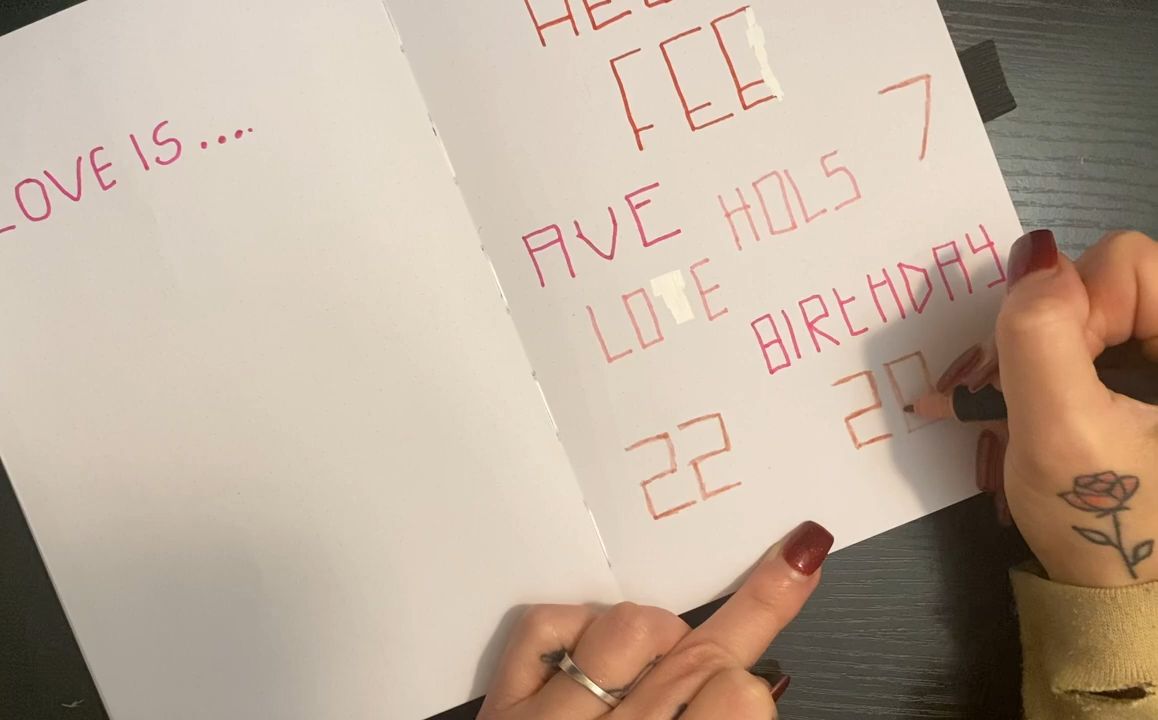 LOVE IS....
FEE
7
AVE HOLS
LOTE
BIRTHDAY
22
20